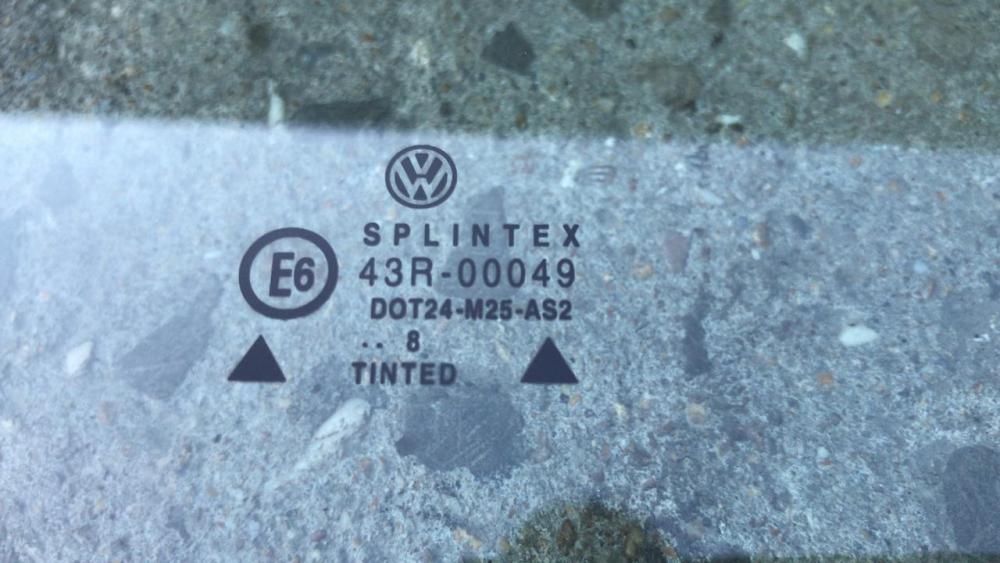 SPLINTEX
E6
43R-00049
DOT24-M25-AS2
.. 8
TINTED